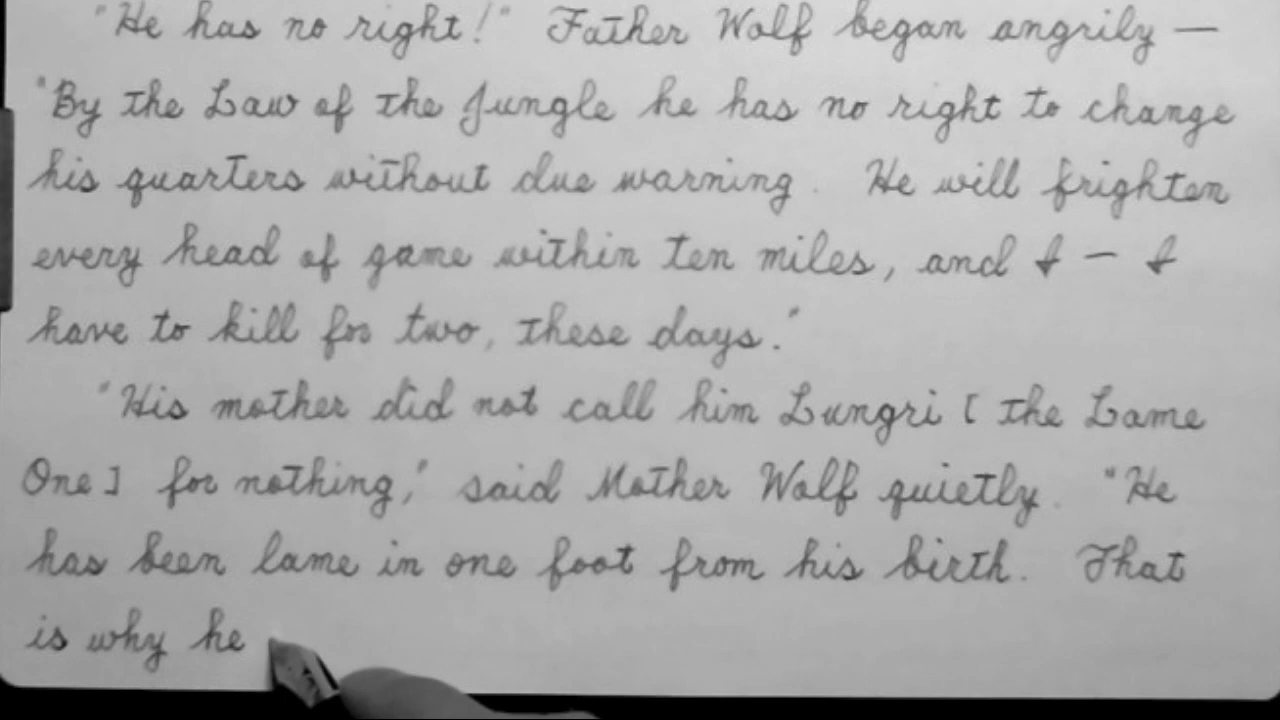 "He has no right!" Father Wolf began angrily —
"By the Law of the Jungle he has no right to change
his quarters without due warning. He will frighten
every head of game within ten miles, and I — I
have to kill for two, these days."
"His mother did not call him Lungri [the Lame
One] for nothing," said Mother Wolf quietly. "He
has been lame in one foot from his birth. That
is why he